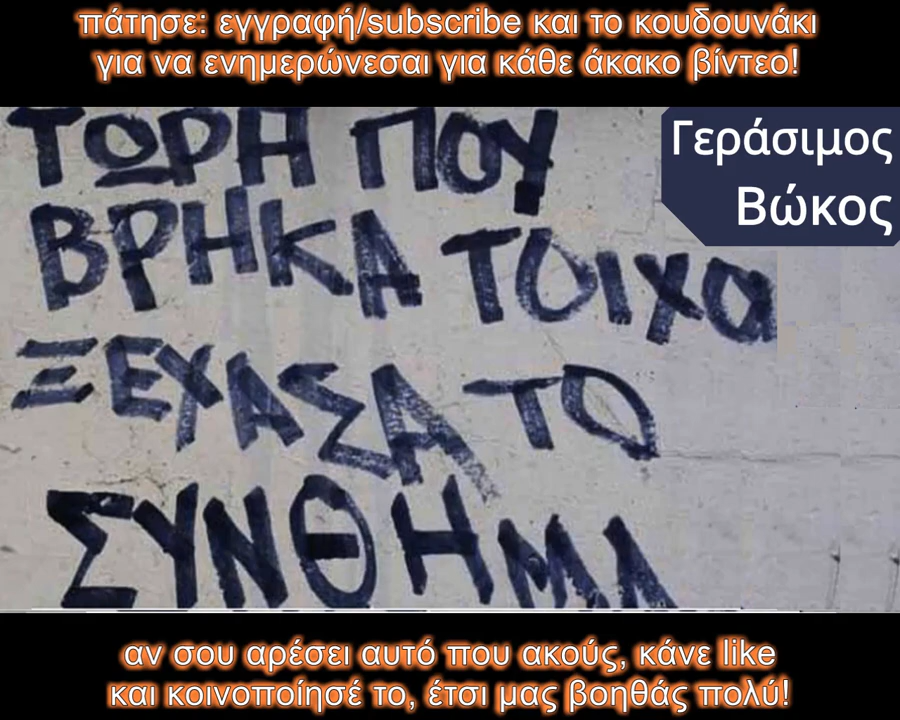 πάτησε: εγγραφή/subscribe και το κουδουνάκι
για να ενημερώνεσαι για κάθε άκακο βίντεο!
Γεράσιμος
Βώκος
ΤΩΡΑ ΠΟΥ
ΒΡΗΚΑ ΤΟΙΧΟ
ΞΕΧΑΣΑ ΤΟ
ΣΥΝΘΗΜΑ
αν σου αρέσει αυτό που ακούς, κάνε like
και κοινοποίησέ το, έτσι μας βοηθάς πολύ!